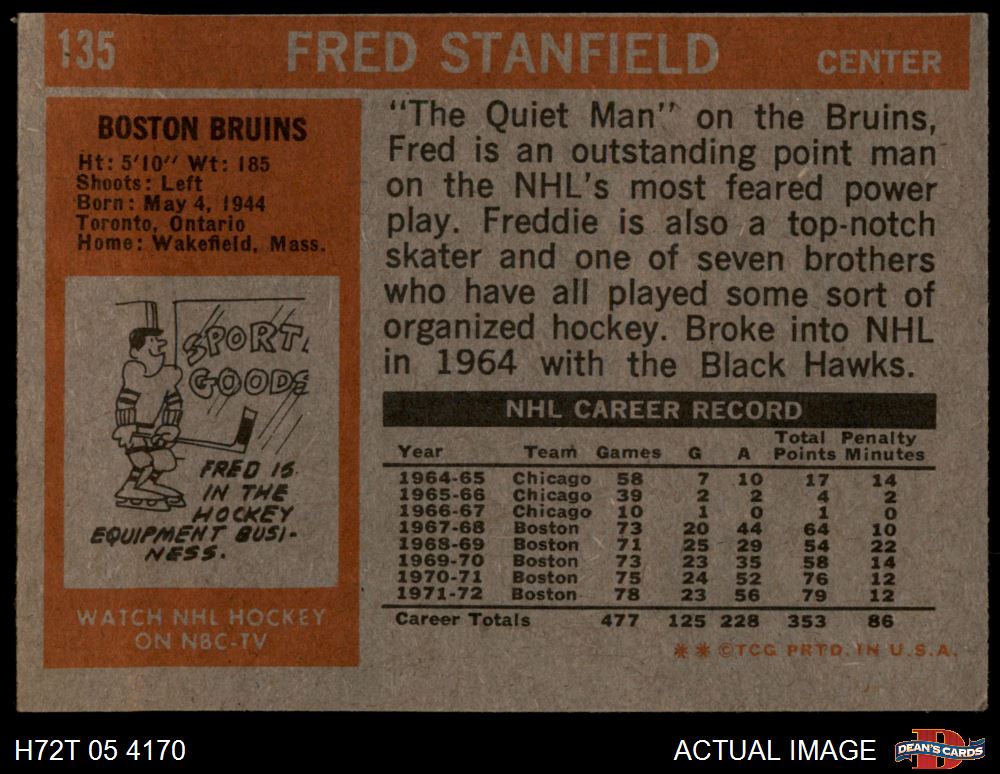 135 FRED STANFIELD CENTER
BOSTON BRUINS
Ht: 5'10" Wt: 185
Shoots: Left
Born: May 4, 1944
Toronto, Ontario
Home: Wakefield, Mass.
SPORT
GOODS
FRED IS
IN THE
HOCKEY
EQUIPMENT BUSI-
NESS.
WATCH NHL HOCKEY
ON NBC-TV
"The Quiet Man" on the Bruins,
Fred is an outstanding point man
on the NHL's most feared power
play. Freddie is also a top-notch
skater and one of seven brothers
who have all played some sort of
organized hockey. Broke into NHL
in 1964 with the Black Hawks.
NHL CAREER RECORD
Year Team Games G A Total Points Penalty Minutes
1964-65 Chicago 58 7 10 17 14
1965-66 Chicago 39 2 2 4 2
1966-67 Chicago 10 1 0 1 0
1967-68 Boston 73 20 44 64 10
1968-69 Boston 71 25 29 54 22
1969-70 Boston 73 23 35 58 14
1970-71 Boston 75 24 52 76 12
1971-72 Boston 78 23 56 79 12
Career Totals 477 125 228 353 86
** ©TCG PRTD. IN U.S.A.
H72T 05 4170
ACTUAL IMAGE
D
DEAN'S CARDS